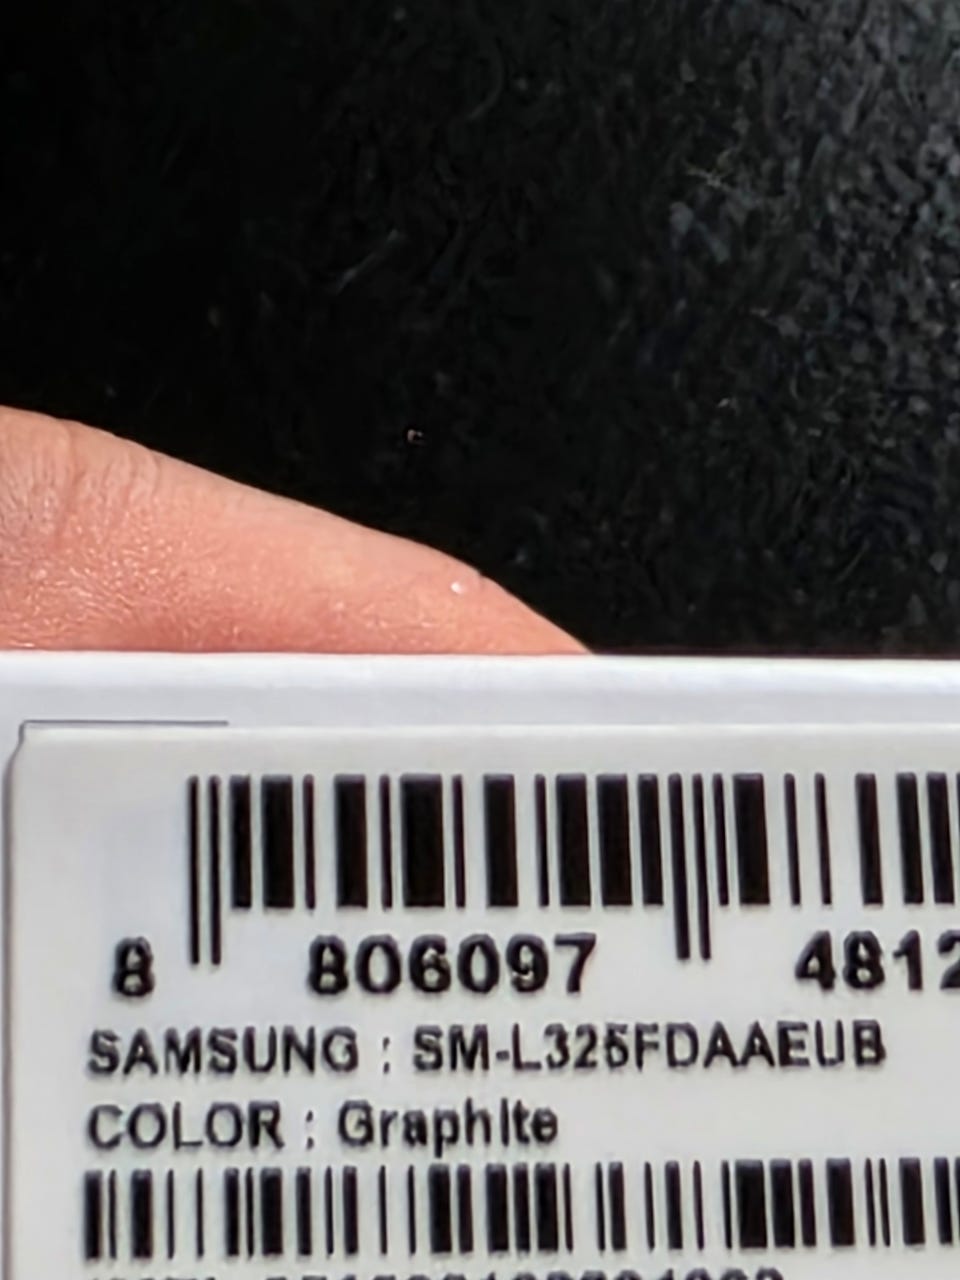 8 806097 4812
SAMSUNG : SM-L325FDAAEUB
COLOR : Graphite